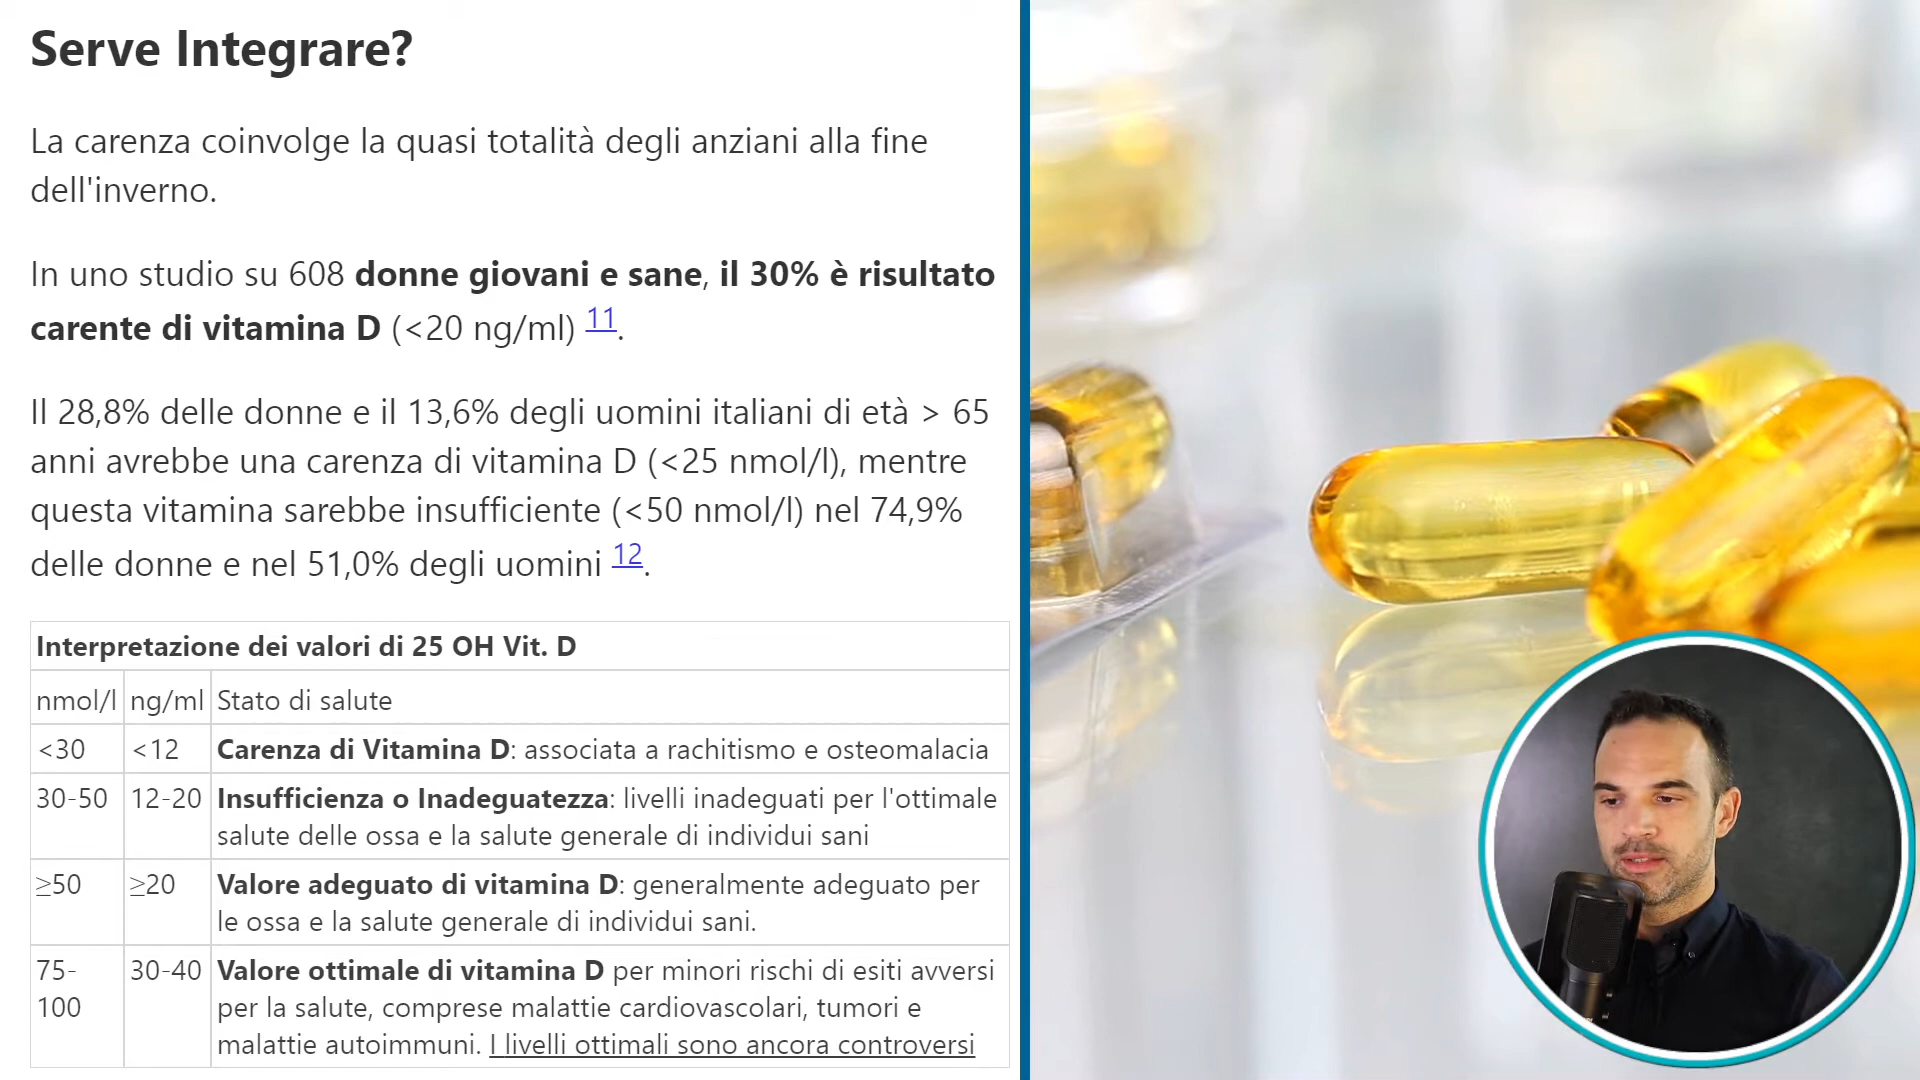 Serve Integrare?
La carenza coinvolge la quasi totalità degli anziani alla fine
dell'inverno.
In uno studio su 608 donne giovani e sane, il 30% è risultato
carente di vitamina D (<20 ng/ml) 11.
Il 28,8% delle donne e il 13,6% degli uomini italiani di età > 65
anni avrebbe una carenza di vitamina D (<25 nmol/l), mentre
questa vitamina sarebbe insufficiente (<50 nmol/l) nel 74,9%
delle donne e nel 51,0% degli uomini 12.
Interpretazione dei valori di 25 OH Vit. D
nmol/l ng/ml Stato di salute
<30 <12 Carenza di Vitamina D: associata a rachitismo e osteomalacia
30-50 12-20 Insufficienza o Inadeguatezza: livelli inadeguati per l'ottimale
salute delle ossa e la salute generale di individui sani
≥50 ≥20 Valore adeguato di vitamina D: generalmente adeguato per
le ossa e la salute generale di individui sani.
75- 30-40 Valore ottimale di vitamina D per minori rischi di esiti avversi
100 per la salute, comprese malattie cardiovascolari, tumori e
malattie autoimmuni. I livelli ottimali sono ancora controversi